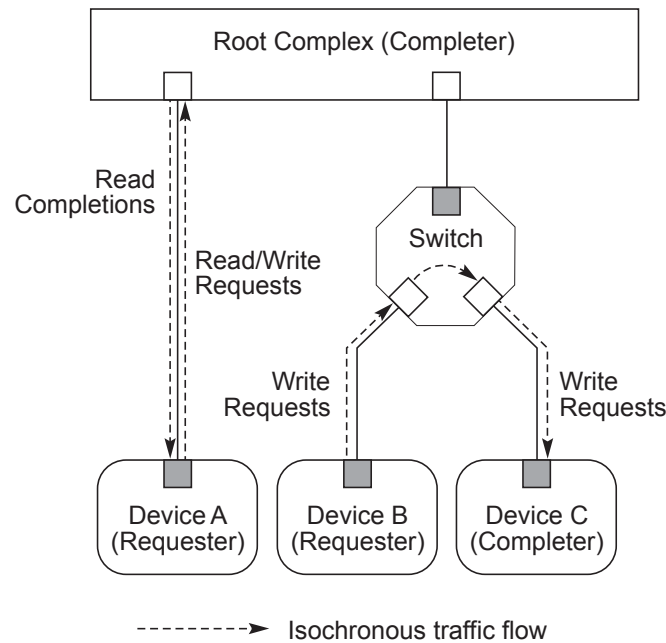 Root Complex (Completer)
Read
Completions
Read/Write
Requests
Switch
Write
Requests
Write
Requests
Device A
(Requester)
Device B
(Requester)
Device C
(Completer)
Isochronous traffic flow